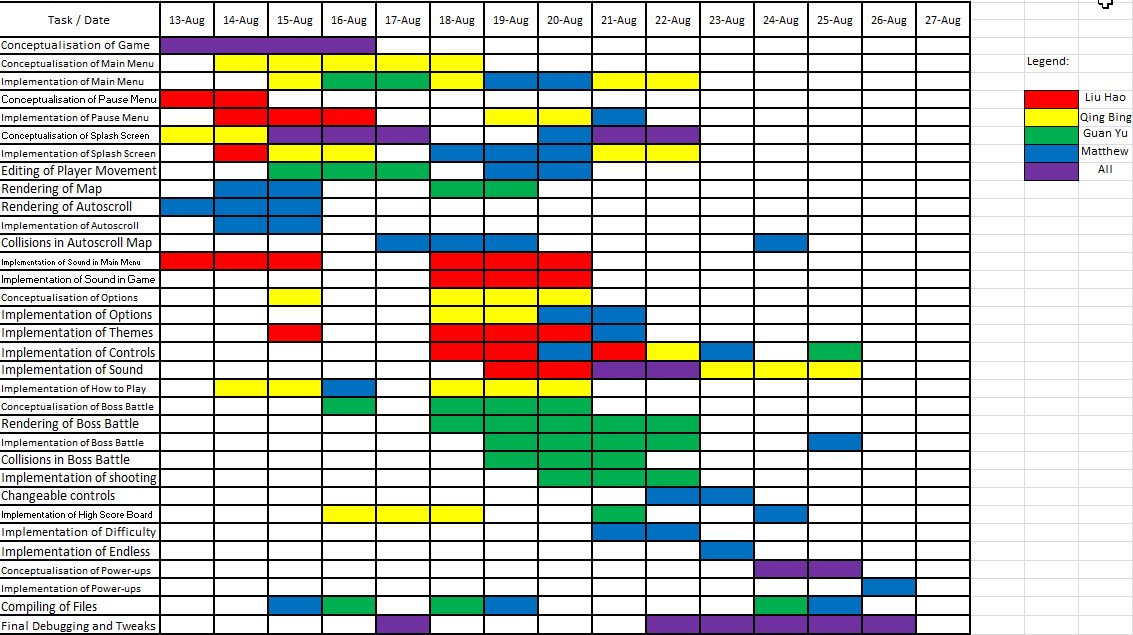 Task / Date 13-Aug 14-Aug 15-Aug 16-Aug 17-Aug 18-Aug 19-Aug 20-Aug 21-Aug 22-Aug 23-Aug 24-Aug 25-Aug 26-Aug 27-Aug
Conceptualisation of Game
Conceptualisation of Main Menu
Implementation of Main Menu
Conceptualisation of Pause Menu
Implementation of Pause Menu
Conceptualisation of Splash Screen
Implementation of Splash Screen
Editing of Player Movement
Rendering of Map
Rendering of Autoscroll
Implementation of Autoscroll
Collisions in Autoscroll Map
Implementation of Sound in Main Menu
Implementation of Sound in Game
Conceptualisation of Options
Implementation of Options
Implementation of Themes
Implementation of Controls
Implementation of Sound
Implementation of How to Play
Conceptualisation of Boss Battle
Rendering of Boss Battle
Implementation of Boss Battle
Collisions in Boss Battle
Implementation of shooting
Changeable controls
Implementation of High Score Board
Implementation of Difficulty
Implementation of Endless
Conceptualisation of Power-ups
Implementation of Power-ups
Compiling of Files
Final Debugging and Tweaks
Legend:
Liu Hao
Qing Bing
Guan Yu
Matthew
All